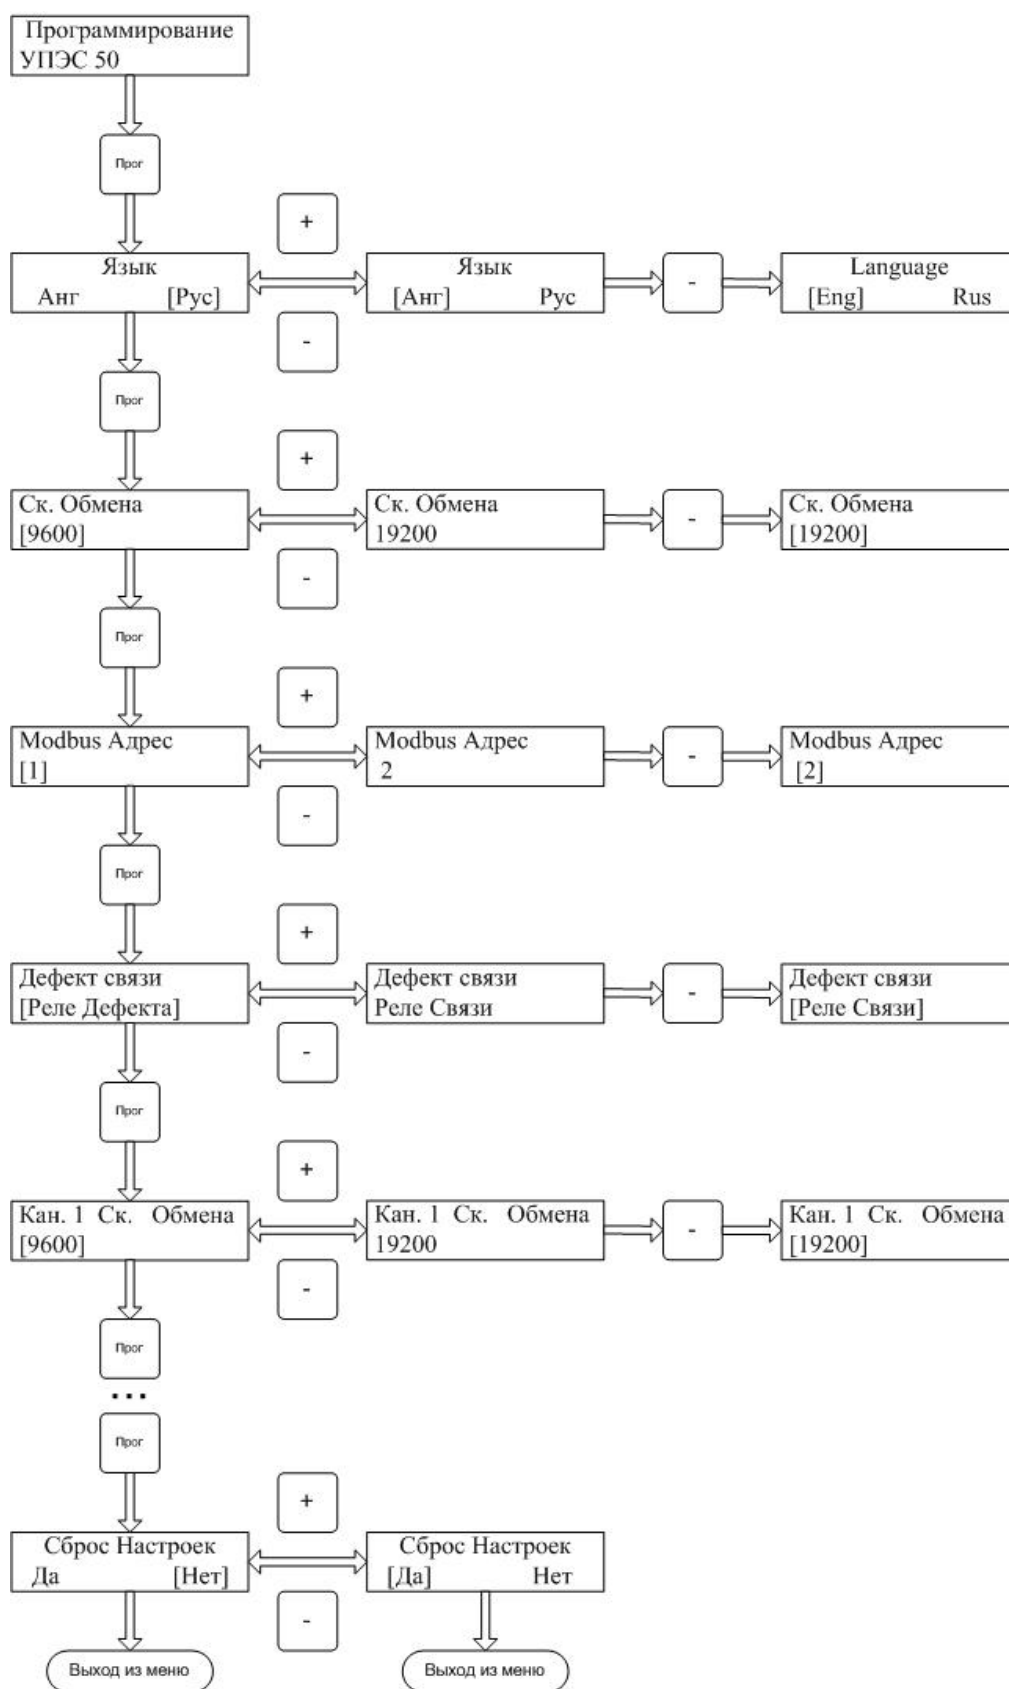 Программирование
УПЭС 50
Прог
+
Язык
Анг [Рус]
Язык
[Анг] Рус
-
Language
[Eng] Rus
-
Прог
+
Ск. Обмена
[9600]
Ск. Обмена
19200
-
Ск. Обмена
[19200]
-
Прог
+
Modbus Адрес
[1]
Modbus Адрес
2
-
Modbus Адрес
[2]
-
Прог
+
Дефект связи
[Реле Дефекта]
Дефект связи
Реле Связи
-
Дефект связи
[Реле Связи]
-
Прог
+
Кан. 1 Ск. Обмена
[9600]
Кан. 1 Ск. Обмена
19200
-
Кан. 1 Ск. Обмена
[19200]
-
Прог
...
Прог
+
Сброс Настроек
Да [Нет]
Сброс Настроек
[Да] Нет
-
Выход из меню
Выход из меню